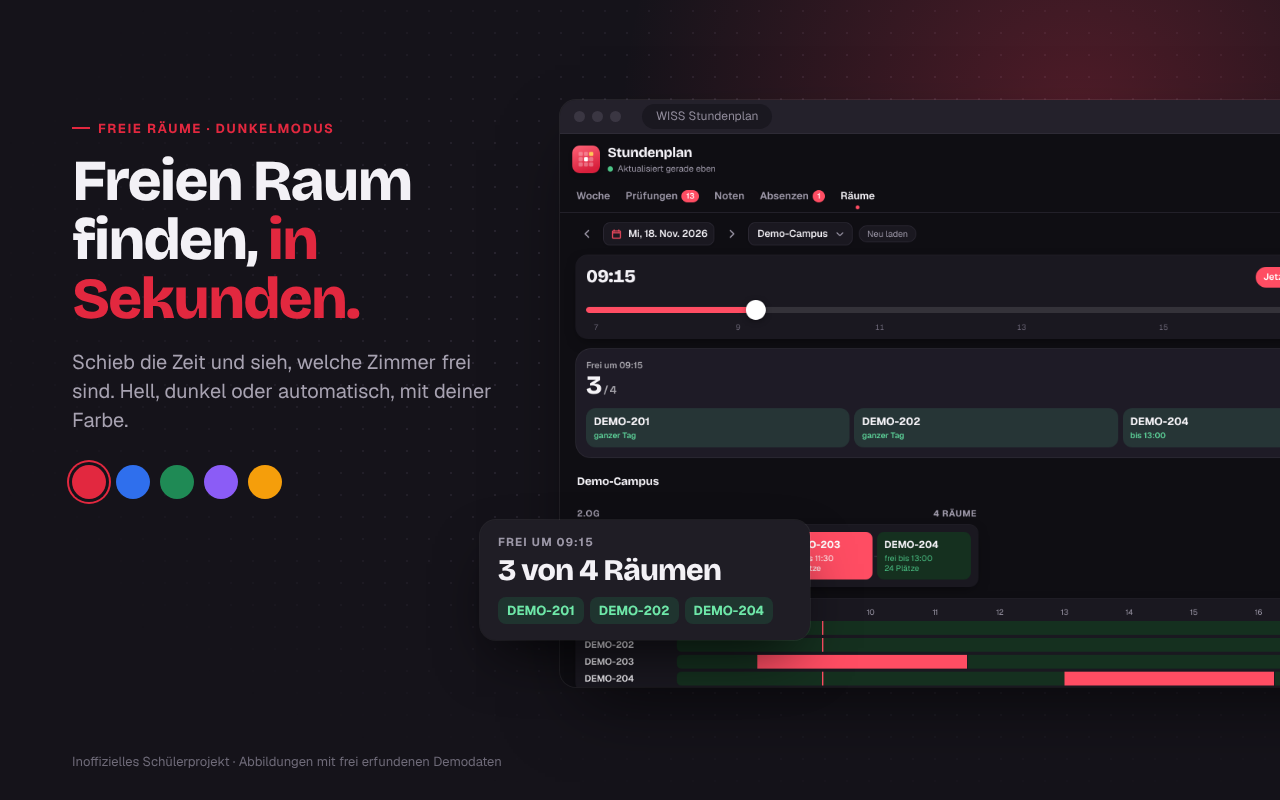 FREIE RÄUME · DUNKELMODUS
Freien Raum
finden, in
Sekunden.
Schieb die Zeit und sieh, welche Zimmer frei
sind. Hell, dunkel oder automatisch, mit deiner
Farbe.
WISS Stundenplan
Stundenplan
Aktualisiert gerade eben
Woche Prüfungen 13 Noten Absenzen 1 Räume
Mi, 18. Nov. 2026 Demo-Campus Neu laden
09:15
7 9 11 13 15
Frei um 09:15
3 / 4
DEMO-201 DEMO-202 DEMO-204
ganzer Tag ganzer Tag bis 13:00
Demo-Campus
2.OG 4 RÄUME
DEMO-204
frei bis 13:00
24 Plätze
FREI UM 09:15
3 von 4 Räumen
DEMO-201 DEMO-202 DEMO-204
10 11 12 13 14 15 16
DEMO-202
DEMO-203
DEMO-204
Inoffizielles Schülerprojekt · Abbildungen mit frei erfundenen Demodaten